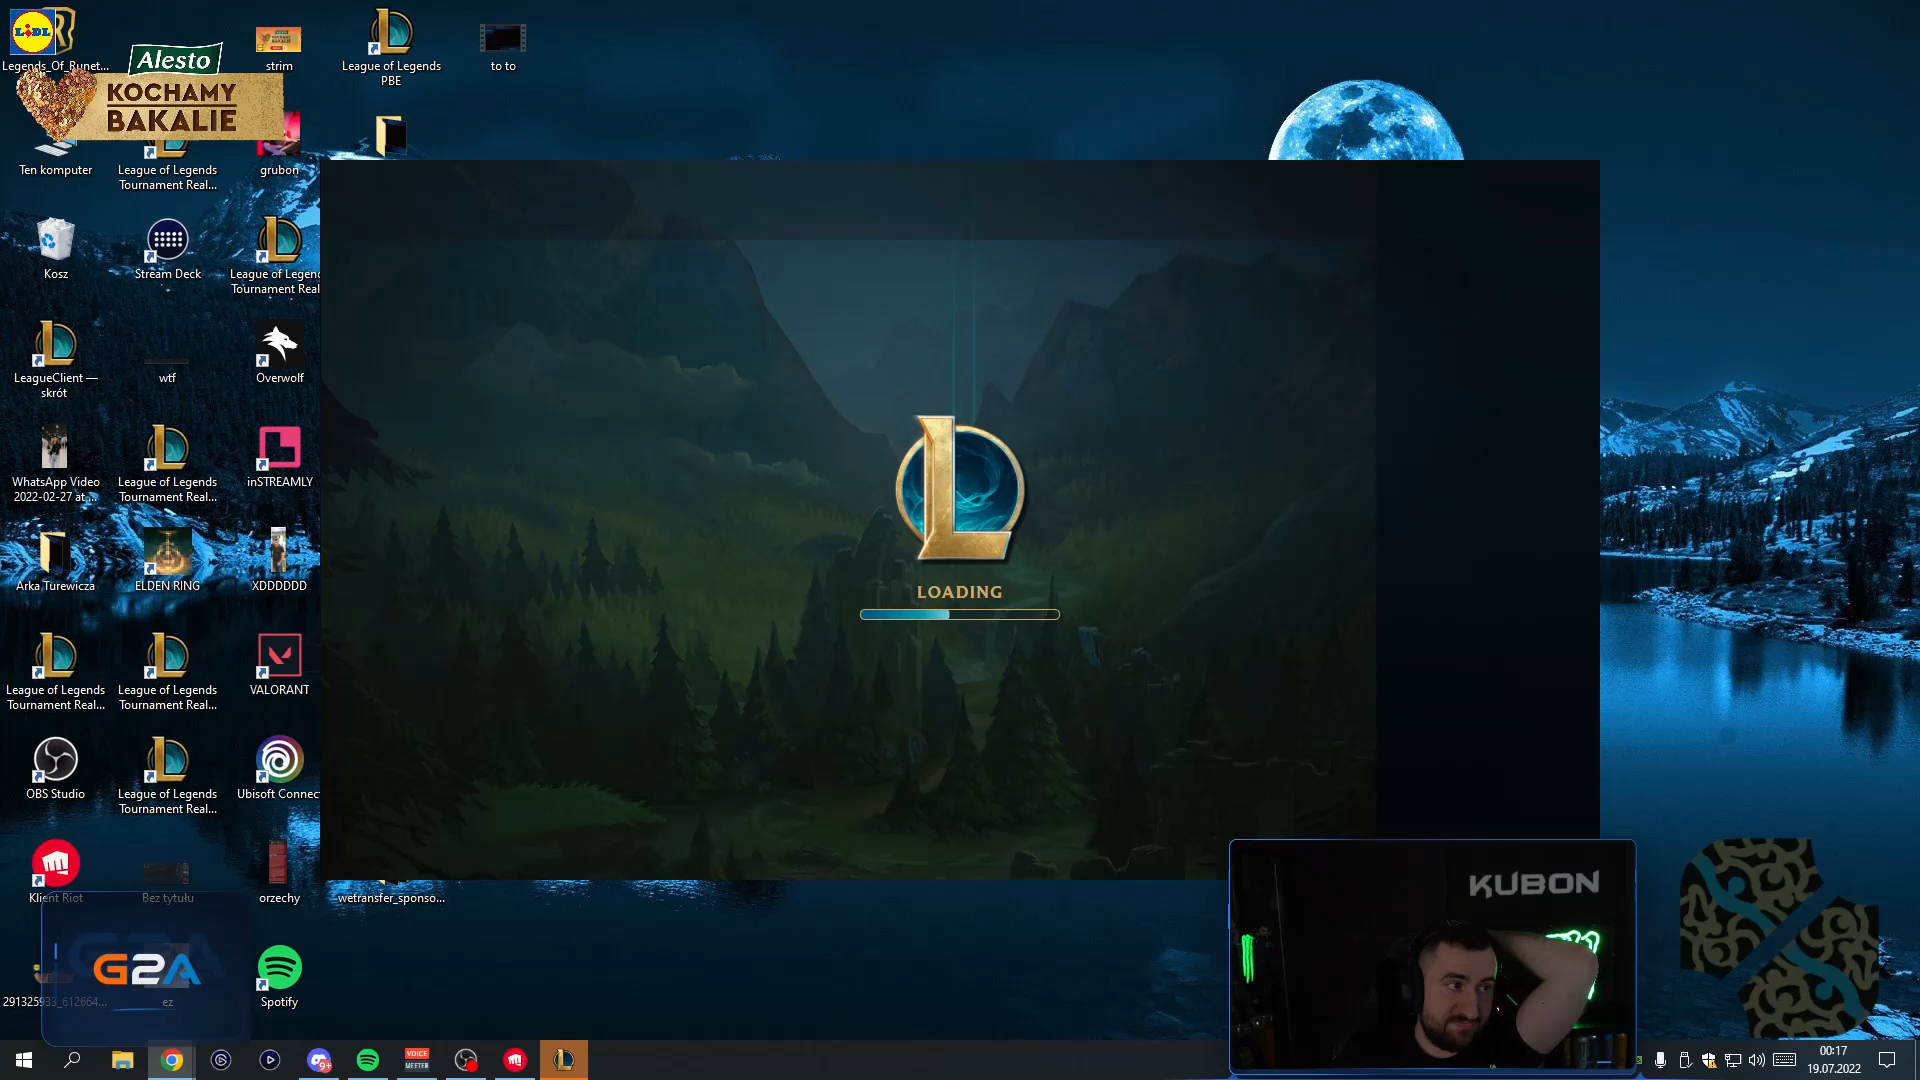 LiDL
Legends_Of_Runet...
Alesto
KOCHAMY
BAKALIE
strim
League of Legends
PBE
to to
Ten komputer
League of Legends
Tournament Real...
grubon
Kosz
Stream Deck
League of Legend
Tournament Real
LeagueClient —
skrót
wtf
Overwolf
WhatsApp Video
2022-02-27 at ...
League of Legends
Tournament Real...
inSTREAMLY
Arka Turewicza
ELDEN RING
XDDDDDD
LOADING
League of Legends
Tournament Real...
League of Legends
Tournament Real...
VALORANT
OBS Studio
League of Legends
Tournament Real...
Ubisoft Connect
Klient Riot
Bez tytułu
orzechy
wetransfer_sponso...
KUBON
G2A
291325933_612664...
ez
Spotify
9+
VOICE
MEETER
00:17
19.07.2022